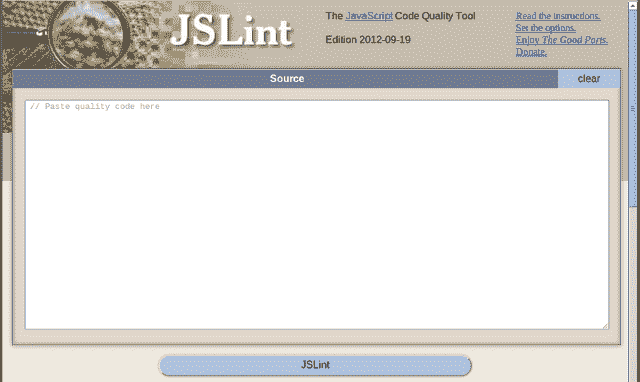 JSLint
The JavaScript Code Quality Tool
Edition 2012-09-19
Read the instructions.
Set the options.
Enjoy The Good Parts.
Donate.
Source
clear
// Paste quality code here
JSLint